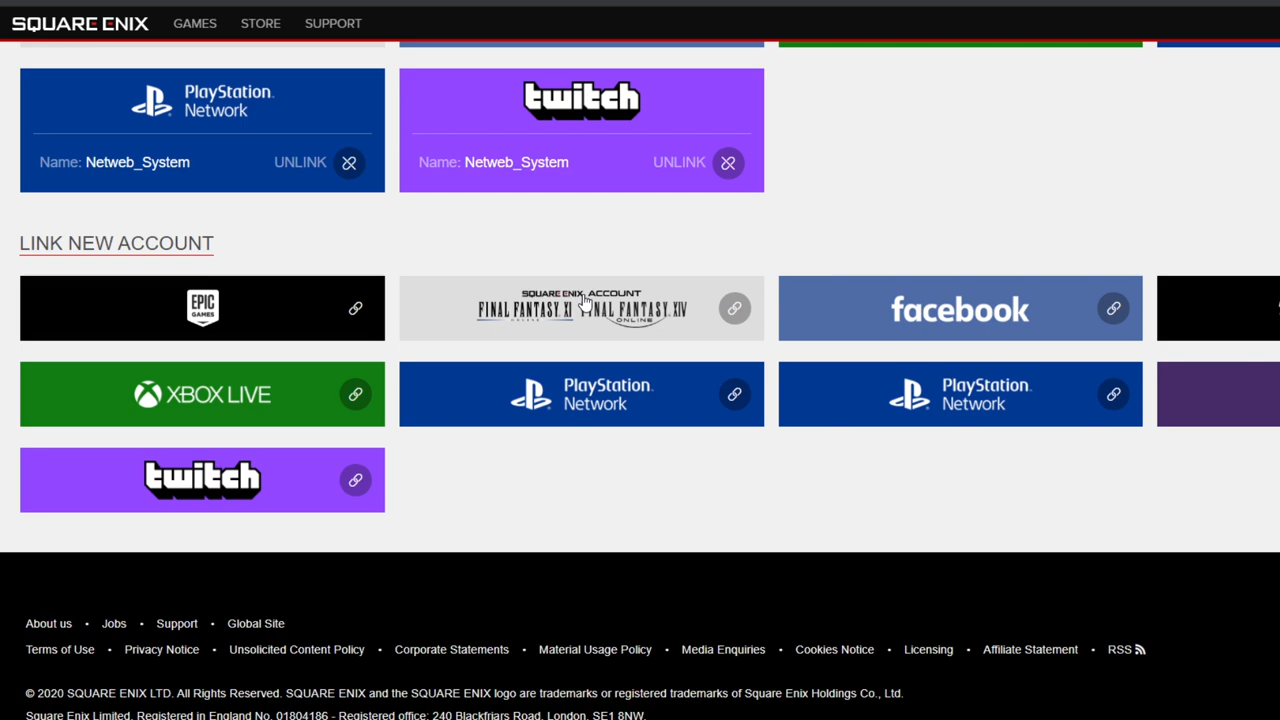 SQUARE ENIX GAMES STORE SUPPORT
PlayStation Network
Name: Netweb_System UNLINK
twitch
Name: Netweb_System UNLINK
LINK NEW ACCOUNT
EPIC GAMES
SQUARE ENIX ACCOUNT
FINAL FANTASY XI FINAL FANTASY XIV
ONLINE
facebook
XBOX LIVE
PlayStation Network
PlayStation Network
twitch
About us • Jobs • Support • Global Site
Terms of Use • Privacy Notice • Unsolicited Content Policy • Corporate Statements • Material Usage Policy • Media Enquiries • Cookies Notice • Licensing • Affiliate Statement • RSS
© 2020 SQUARE ENIX LTD. All Rights Reserved. SQUARE ENIX and the SQUARE ENIX logo are trademarks or registered trademarks of Square Enix Holdings Co., Ltd.
Square Enix Limited, Registered in England No. 01804186 - Registered office: 240 Blackfriars Road, London, SE1 8NW.